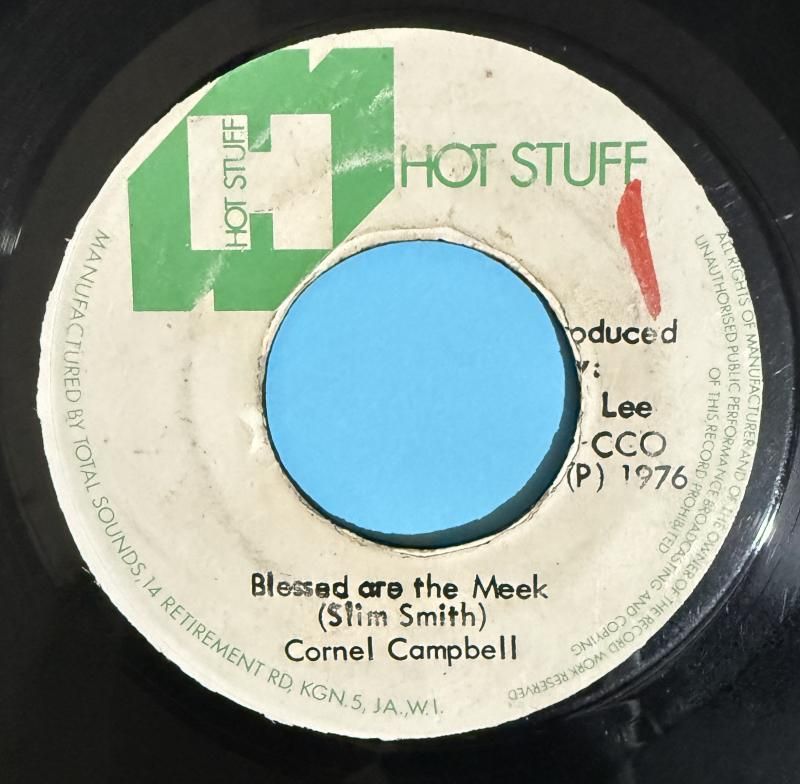 HOT STUFF
HOT STUFF
oduced
y:
Lee
-CCO
(P) 1976
Blessed are the Meek
(Slim Smith)
Cornel Campbell
MANUFACTURED BY TOTAL SOUNDS, 14 RETIREMENT RD, KGN. 5, JA., W.I.
ALL RIGHTS OF MANUFACTURER AND OF THE OWNER OF THE RECORD WORK RESERVED
UNAUTHORISED PUBLIC PERFORMANCE BROADCASTING AND COPYING
OF THIS RECORD PROHIBITED